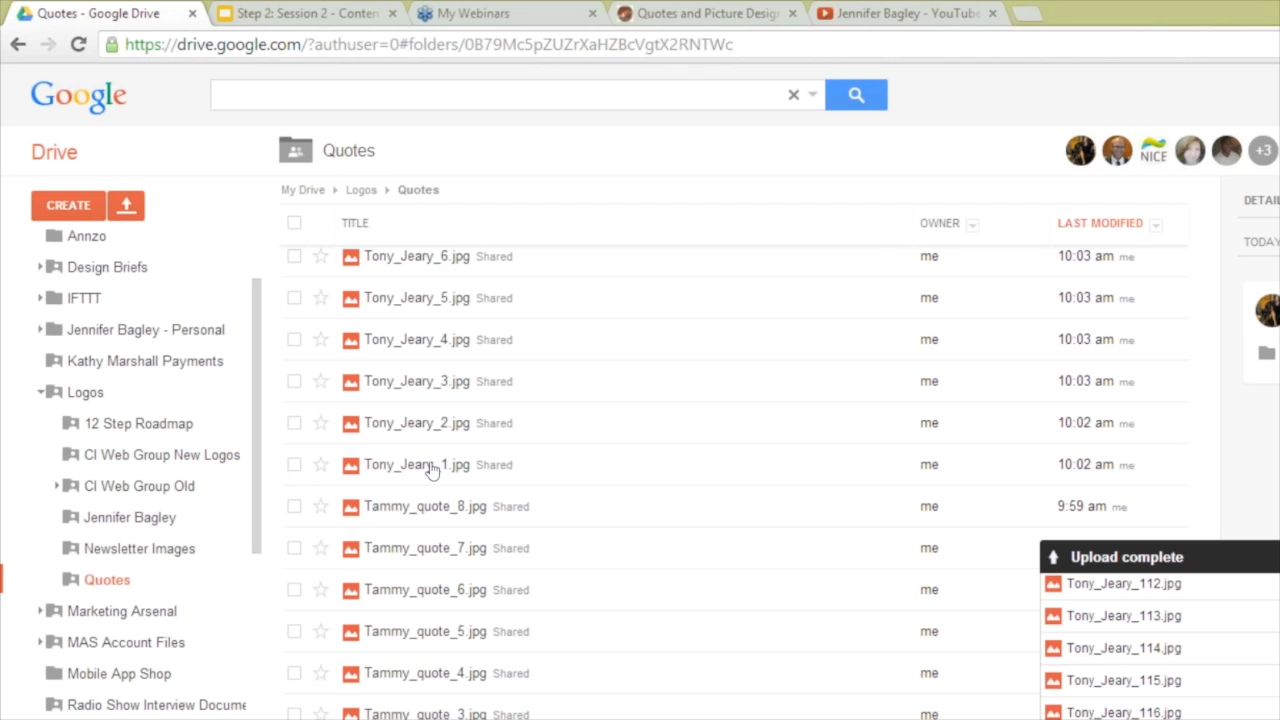 Quotes - Google Drive
Step 2: Session 2 - Conten
My Webinars
Quotes and Picture Desig
Jennifer Bagley - YouTube
https://drive.google.com/?authuser=0#folders/0B79Mc5pZUZrXaHZBcVgtX2RNTWc
Google
Drive
Quotes
NICE
+3
CREATE
My Drive Logos Quotes
DETAIL
TITLE
OWNER
LAST MODIFIED
TODAY
Annzo
Design Briefs
IFTTT
Jennifer Bagley - Personal
Kathy Marshall Payments
Logos
12 Step Roadmap
CI Web Group New Logos
CI Web Group Old
Jennifer Bagley
Newsletter Images
Quotes
Marketing Arsenal
MAS Account Files
Mobile App Shop
Radio Show Interview Docume
Tony_Jeary_6.jpg Shared me 10:03 am me
Tony_Jeary_5.jpg Shared me 10:03 am me
Tony_Jeary_4.jpg Shared me 10:03 am me
Tony_Jeary_3.jpg Shared me 10:03 am me
Tony_Jeary_2.jpg Shared me 10:02 am me
Tony_Jeary_1.jpg Shared me 10:02 am me
Tammy_quote_8.jpg Shared me 9:59 am me
Tammy_quote_7.jpg Shared me
Tammy_quote_6.jpg Shared me
Tammy_quote_5.jpg Shared me
Tammy_quote_4.jpg Shared me
Tammy_quote_3.jpg Shared me
Upload complete
Tony_Jeary_112.jpg
Tony_Jeary_113.jpg
Tony_Jeary_114.jpg
Tony_Jeary_115.jpg
Tony_Jeary_116.jpg